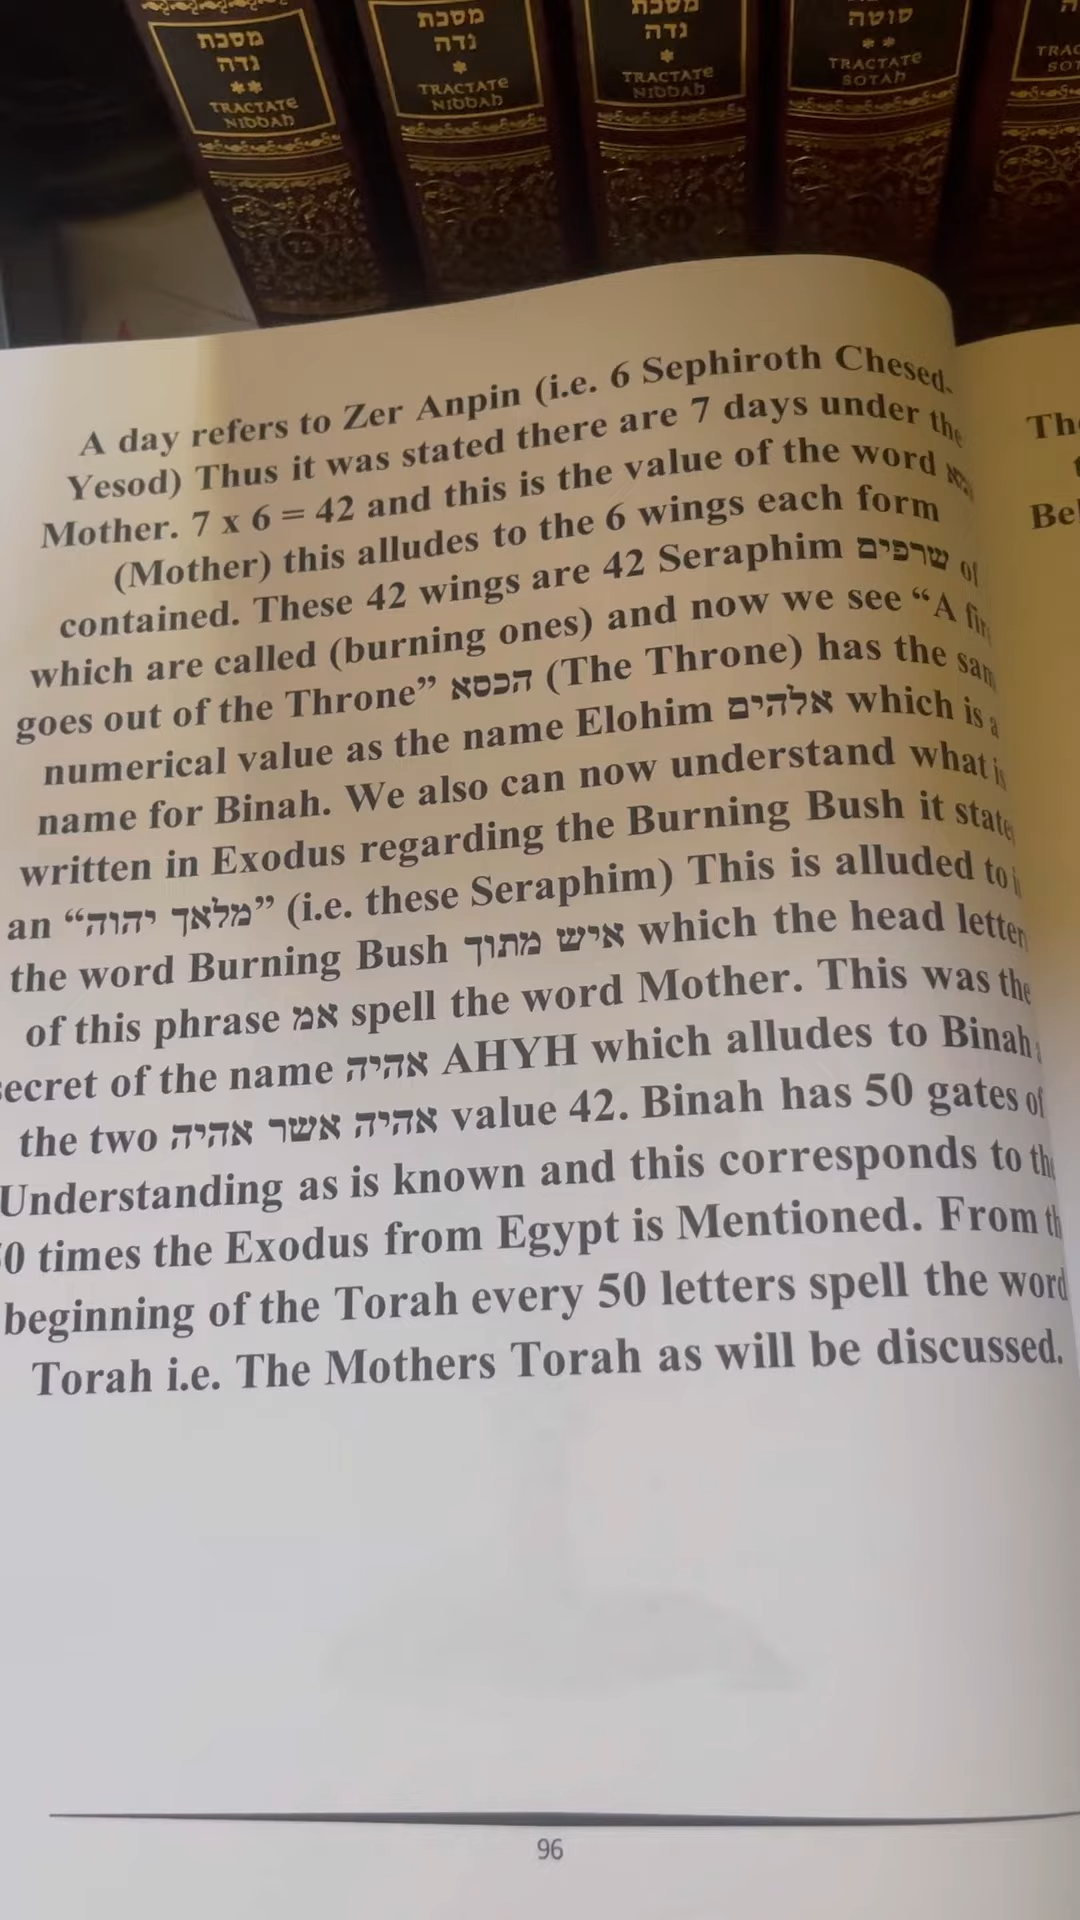 מסכת
נדה
**
TRACTATE
NIDDAH
72
מסכת
נדה
*
TRACTATE
NIDDAH
מסכת
נדה
*
TRACTATE
NIDDAH
71
סוטה
**
TRACTATE
SOTAH
A day refers to Zer Anpin (i.e. 6 Sephiroth Chesed-
Yesod) Thus it was stated there are 7 days under the
Mother. 7 x 6 = 42 and this is the value of the word
(Mother) this alludes to the 6 wings each form
contained. These 42 wings are 42 Seraphim שרפים of
which are called (burning ones) and now we see “A
goes out of the Throne” הכסא (The Throne) has the
numerical value as the name Elohim אלהים which is a
name for Binah. We also can now understand what
written in Exodus regarding the Burning Bush it
an “מלאך יהוה” (i.e. these Seraphim) This is alluded to
the word Burning Bush איש מתוך which the head
of this phrase אמ spell the word Mother. This was the
of the name אהיה AHYH which alludes to Binah
the two אהיה אשר אהיה value 42. Binah has 50 gates of
Understanding as is known and this corresponds to
times the Exodus from Egypt is Mentioned. From
beginning of the Torah every 50 letters spell the word
Torah i.e. The Mothers Torah as will be discussed.
96